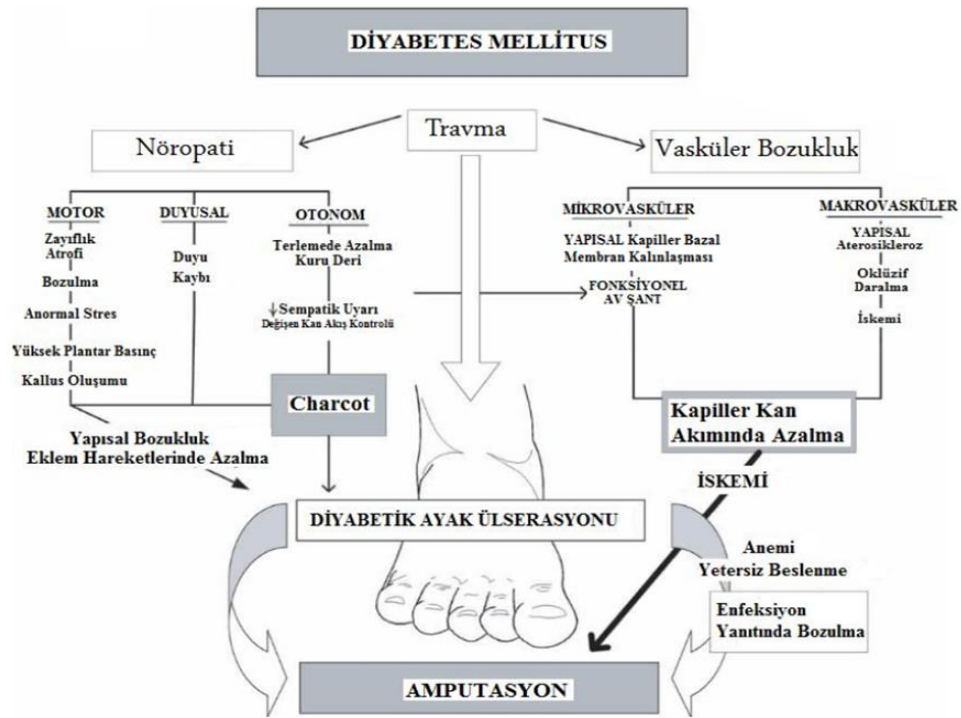 DİYABETES MELLİTUS
Travma
Nöropati
Vasküler Bozukluk
MOTOR
Zayıflık
Atrofi
Bozulma
Anormal Stres
Yüksek Plantar Basınç
Kallus Oluşumu
DUYUSAL
Duyu
Kaybı
OTONOM
Terlemede Azalma
Kuru Deri
↓Sempatik Uyarı
Değişen Kan Akış Kontrolü
MİKROVASKÜLER
YAPISAL Kapiller Bazal
Membran Kalınlaşması
FONKSİYONEL
AV ŞANT
MAKROVASKÜLER
YAPISAL
Aterosikleroz
Oklüzif
Daralma
İskemi
Charcot
Kapiller Kan
Akımında Azalma
Yapısal Bozukluk
Eklem Hareketlerinde Azalma
İSKEMİ
DİYABETİK AYAK ÜLSERASYONU
Anemi
Yetersiz Beslenme
Enfeksiyon
Yanıtında Bozulma
AMPUTASYON